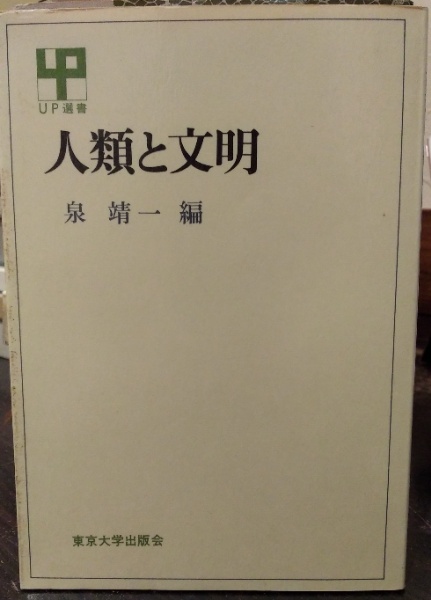 UP選書
人類と文明
泉 靖一 編
東京大学出版会